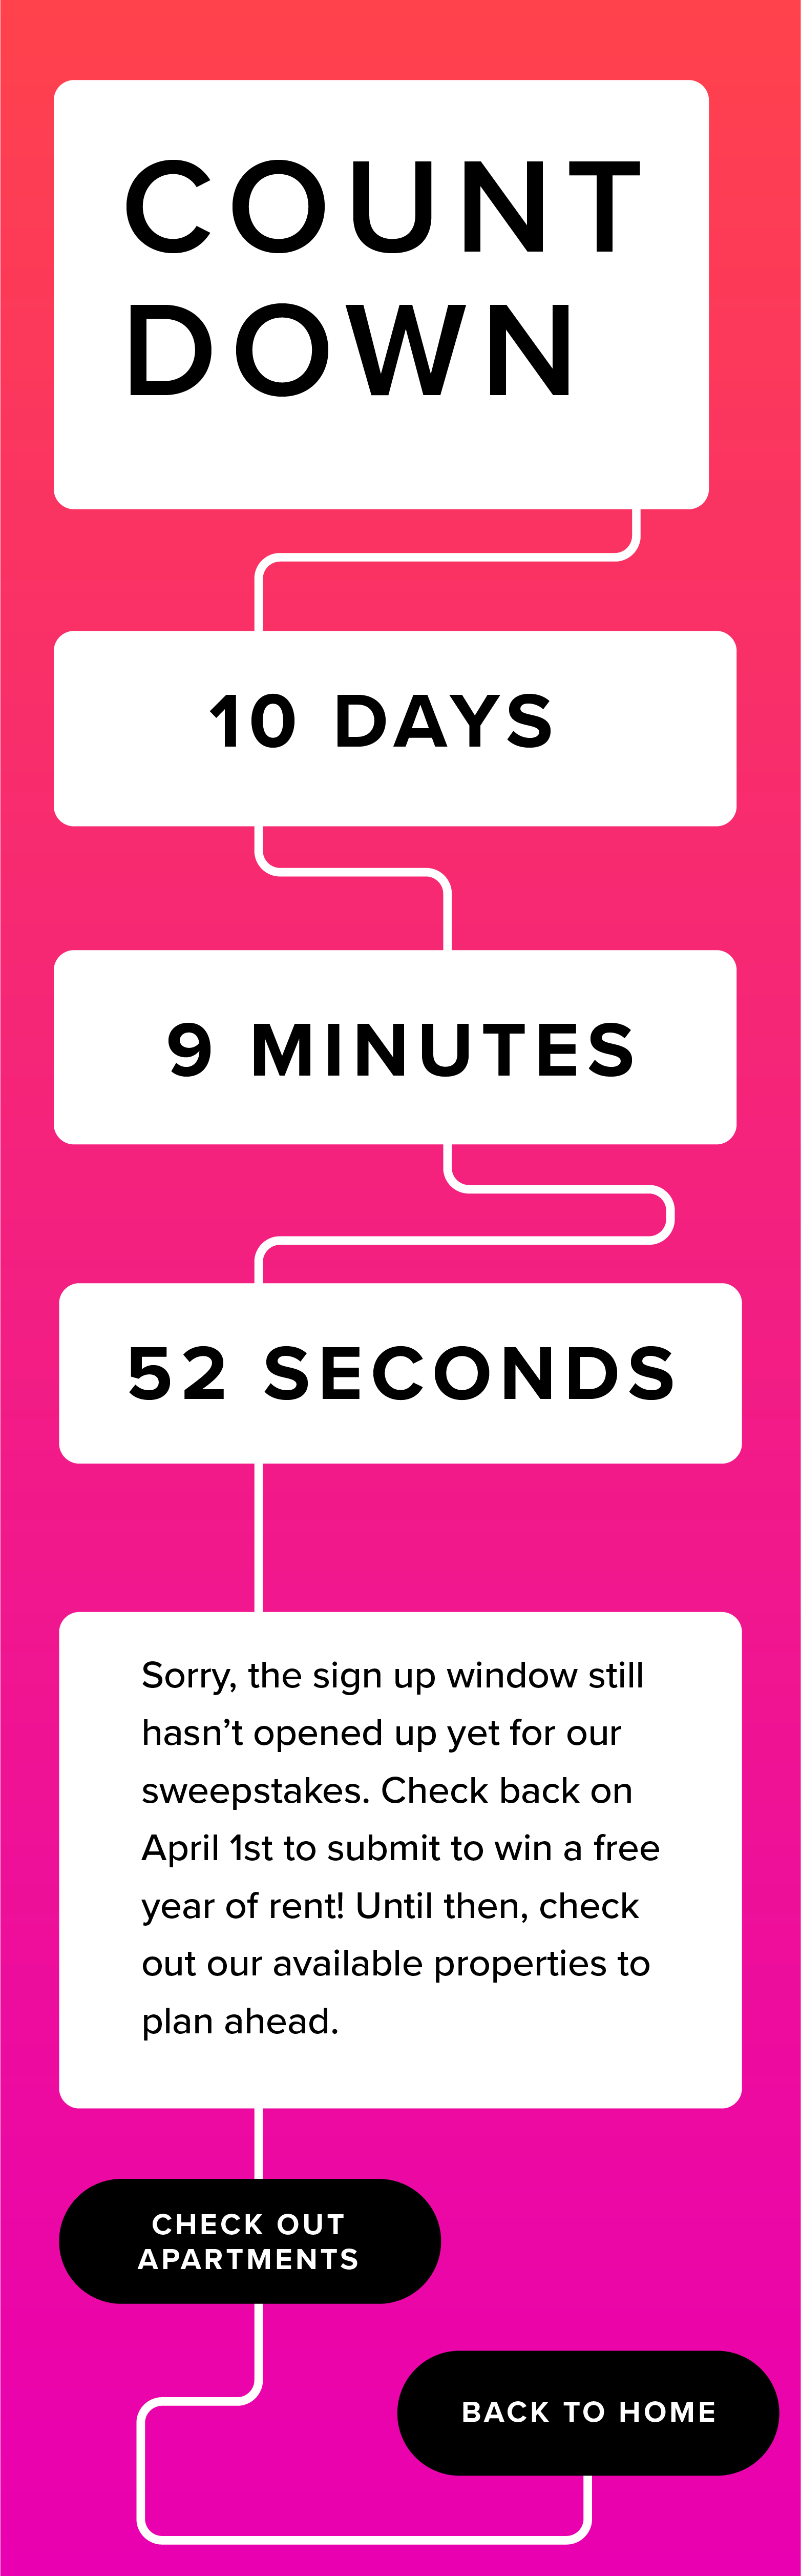 COUNT
DOWN
10 DAYS
9 MINUTES
52 SECONDS
Sorry, the sign up window still
hasn’t opened up yet for our
sweepstakes. Check back on
April 1st to submit to win a free
year of rent! Until then, check
out our available properties to
plan ahead.
CHECK OUT
APARTMENTS
BACK TO HOME